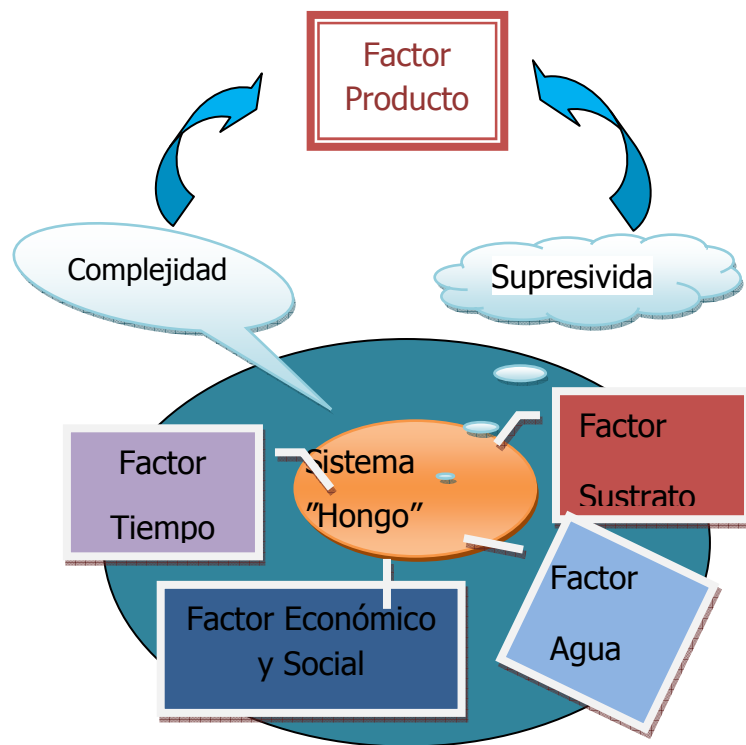 Factor
Producto
Complejidad
Supresivida
Factor
Tiempo
Sistema
"Hongo"
Factor
Sustrato
Factor Económico
y Social
Factor
Agua